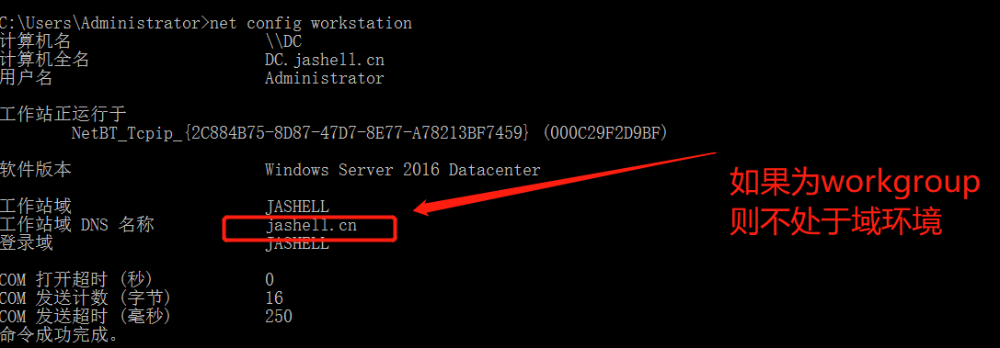 C:\Users\Administrator>net config workstation
计算机名 \\DC
计算机全名 DC.jashell.cn
用户名 Administrator
工作站正运行于
NetBT_Tcpip_{2C884B75-8D87-47D7-8E77-A78213BF7459} (000C29F2D9BF)
软件版本 Windows Server 2016 Datacenter
工作站域 JASHELL
工作站域 DNS 名称 jashell.cn
登录域 JASHELL
COM 打开超时 (秒) 0
COM 发送计数 (字节) 16
COM 发送超时 (毫秒) 250
命令成功完成。
如果为workgroup
则不处于域环境